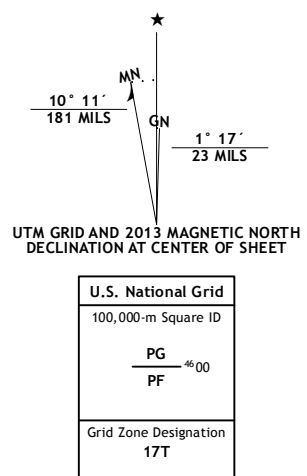 ★
MN
GN
10° 11´
181 MILS
1° 17´
23 MILS
UTM GRID AND 2013 MAGNETIC NORTH
DECLINATION AT CENTER OF SHEET
U.S. National Grid
100,000-m Square ID
PG
4600
PF
Grid Zone Designation
17T